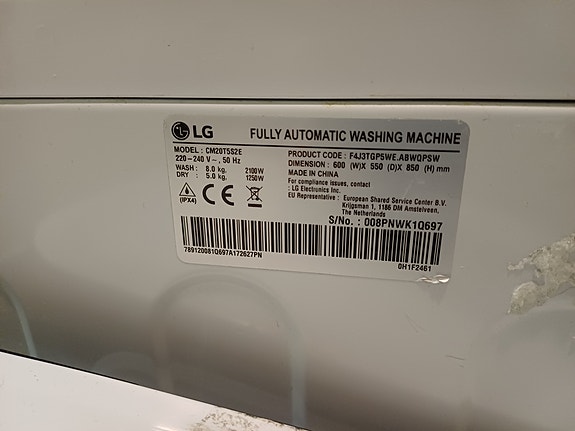 LG FULLY AUTOMATIC WASHING MACHINE
MODEL : CM20T5S2E
220-240 V~, 50 Hz
WASH : 8.0 kg. 2100W
DRY : 5.0 kg. 1250W
(IPX4)
CE
PRODUCT CODE : F4J3TGP5WE.ABWQPSW
DIMENSION : 600 (W)X 550 (D)X 850 (H) mm
MADE IN CHINA
For compliance issues, contact
: LG Electronics Inc.
EU Representative : European Shared Service Center B.V.
Krijgsman 1, 1186 DM Amstelveen,
The Netherlands
S/No. : 008PNWK1Q697
789120081Q697A172627PN
0H1F2461